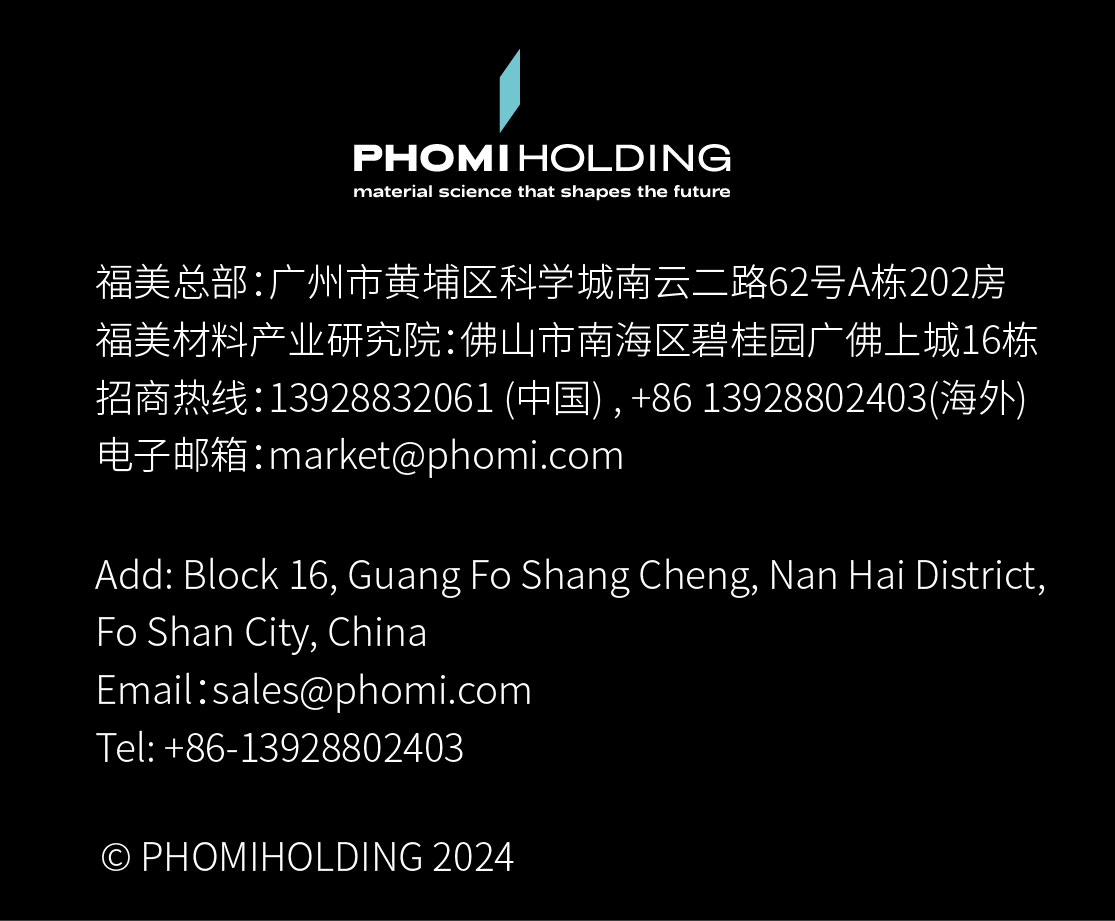 PHOMI HOLDING
material science that shapes the future
福美总部：广州市黄埔区科学城南云二路62号A栋202房
福美材料产业研究院：佛山市南海区碧桂园广佛上城16栋
招商热线：13928832061 (中国) , +86 13928802403(海外)
电子邮箱：market@phomi.com
Add: Block 16, Guang Fo Shang Cheng, Nan Hai District,
Fo Shan City, China
Email：sales@phomi.com
Tel: +86-13928802403
© PHOMIHOLDING 2024